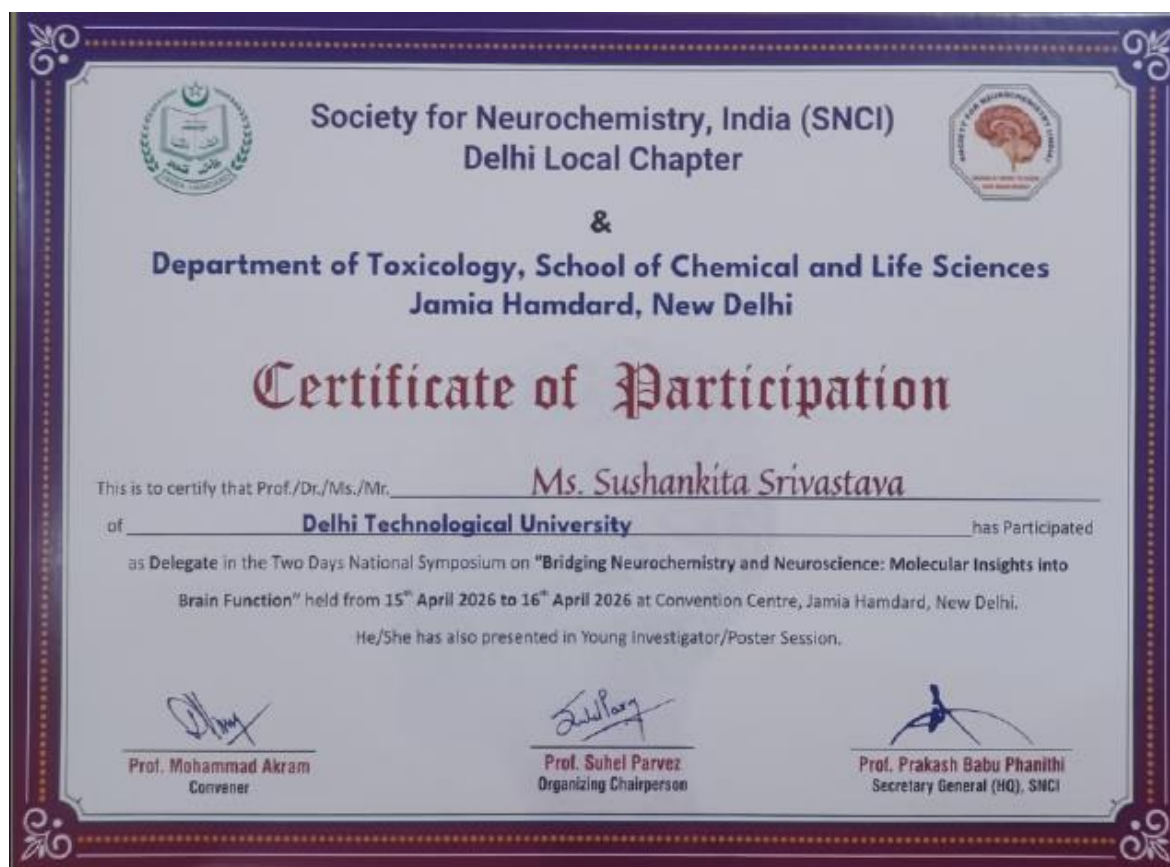 Society for Neurochemistry, India (SNCI)
Delhi Local Chapter
&
Department of Toxicology, School of Chemical and Life Sciences
Jamia Hamdard, New Delhi
Certificate of Participation
This is to certify that Prof./Dr./Ms./Mr. Ms. Sushankita Srivastava
of Delhi Technological University has Participated
as Delegate in the Two Days National Symposium on "Bridging Neurochemistry and Neuroscience: Molecular Insights into
Brain Function" held from 15th April 2026 to 16th April 2026 at Convention Centre, Jamia Hamdard, New Delhi.
He/She has also presented in Young Investigator/Poster Session.
Prof. Mohammad Akram
Convener
Prof. Suhel Parvez
Organizing Chairperson
Prof. Prakash Babu Phanithi
Secretary General (HQ), SNCI